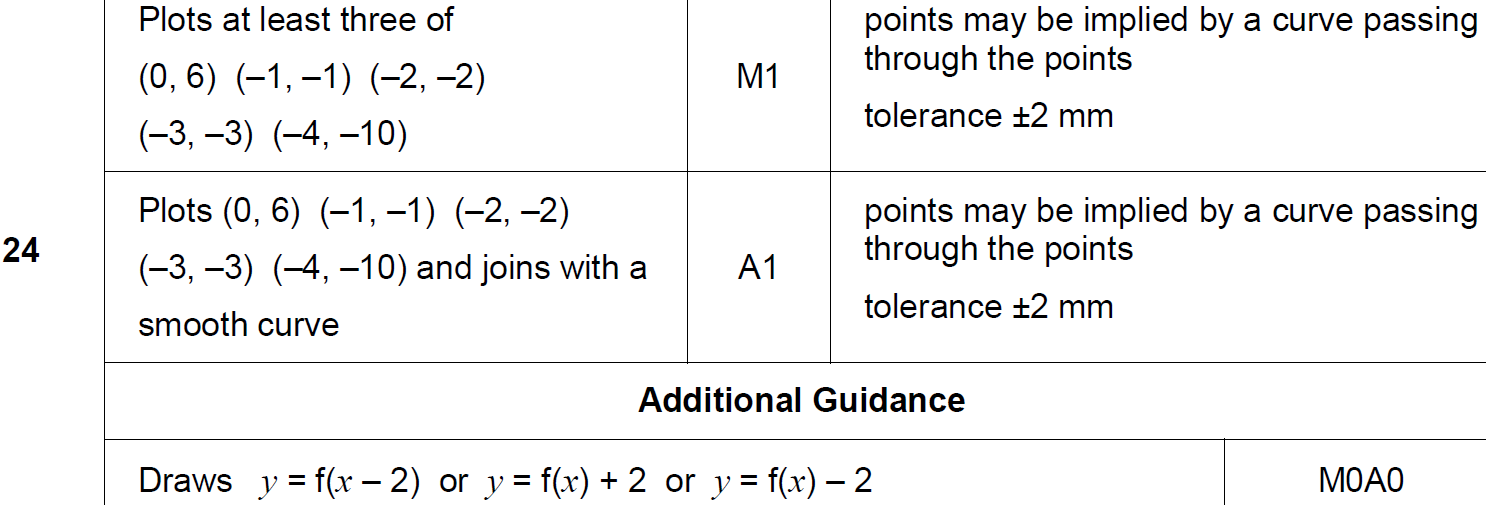 Plots at least three of
(0, 6) (–1, –1) (–2, –2)
(–3, –3) (–4, –10)
M1
points may be implied by a curve passing
through the points
tolerance ±2 mm
24
Plots (0, 6) (–1, –1) (–2, –2)
(–3, –3) (–4, –10) and joins with a
smooth curve
A1
points may be implied by a curve passing
through the points
tolerance ±2 mm
Additional Guidance
Draws y = f(x – 2) or y = f(x) + 2 or y = f(x) – 2
M0A0